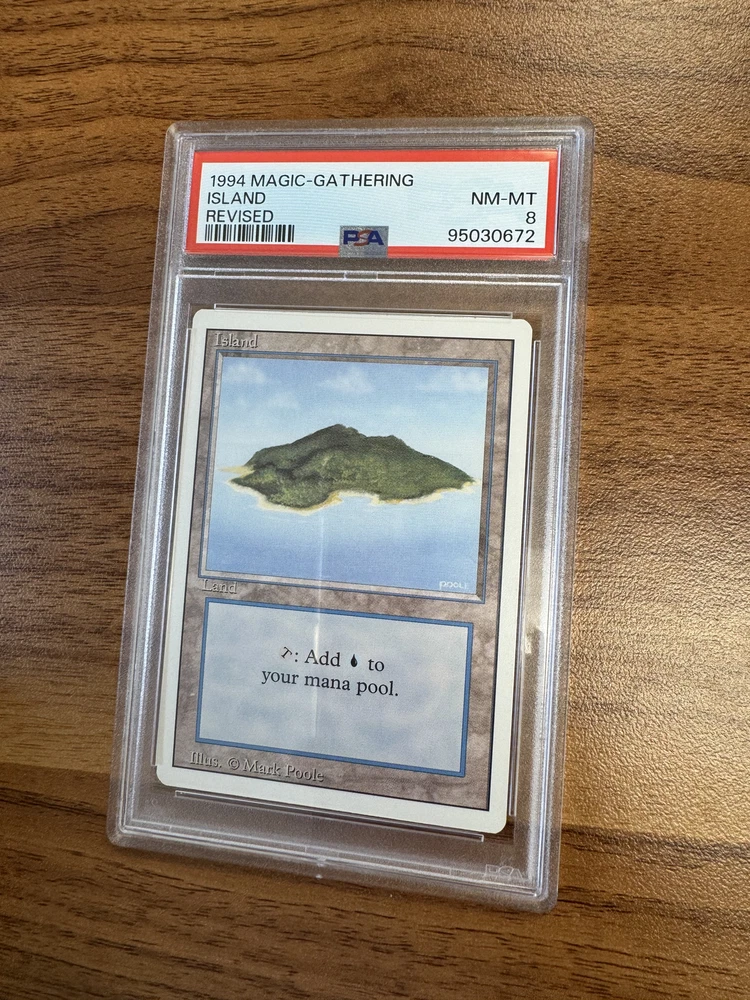 1994 MAGIC-GATHERING
ISLAND NM-MT
REVISED 8
PSA 95030672
Island
POOLE
Land
: Add to
your mana pool.
Illus. © Mark Poole
PSA